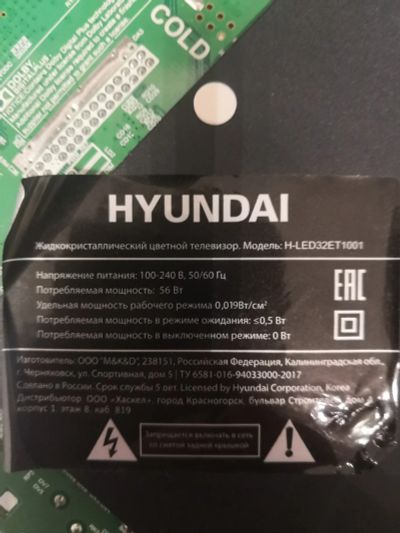 COLD
HYUNDAI
Жидкокристаллический цветной телевизор. Модель: H-LED32ET1001
Напряжение питания: 100-240 В, 50/60 Гц
Потребляемая мощность: 56 Вт
Удельная мощность рабочего режима 0,019Вт/см²
Потребляемая мощность в режиме ожидания: ≤0,5 Вт
Потребляемая мощность в выключенном режиме: 0 Вт
EAC
Изготовитель: ООО "M&K&D", 238151, Российская Федерация, Калининградская обл.,
г. Черняховск, ул. Спортивная, дом 5 | ТУ 6581-016-94033000-2017
Сделано в России. Срок службы 5 лет. Licensed by Hyundai Corporation, Korea
Дистрибьютор ООО «Хаскел», город Красногорск, бульвар Строителей, дом 4
корпус 1, этаж 8, каб. 819
Запрещается включать в сеть
со снятой задней крышкой